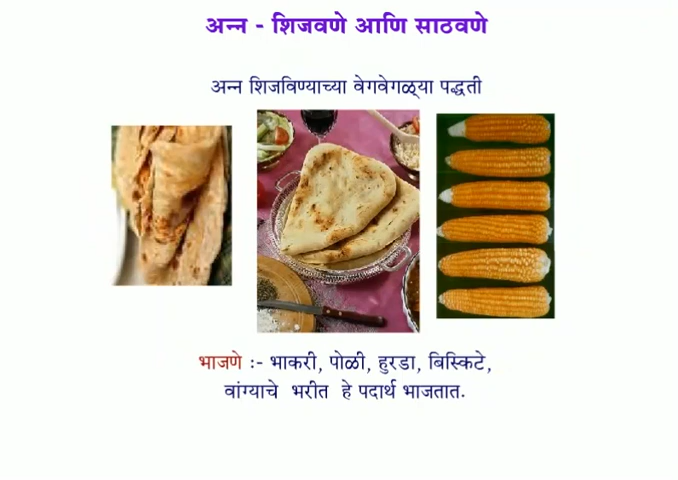 अन्न - शिजवणे आणि साठवणे
अन्न शिजविण्याच्या वेगवेगळ्या पद्धती
भाजणे :- भाकरी, पोळी, हुरडा, बिस्किटे,
वांग्याचे भरीत हे पदार्थ भाजतात.